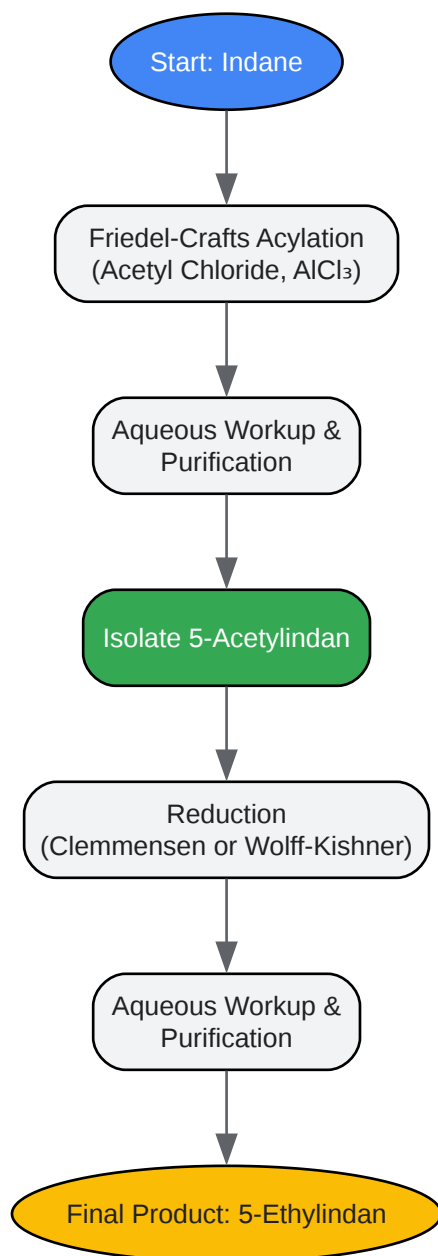 Start: Indane
Friedel-Crafts Acylation
(Acetyl Chloride, AlCl₃)
Aqueous Workup &
Purification
Isolate 5-Acetylindan
Reduction
(Clemmensen or Wolff-Kishner)
Aqueous Workup &
Purification
Final Product: 5-Ethylindan